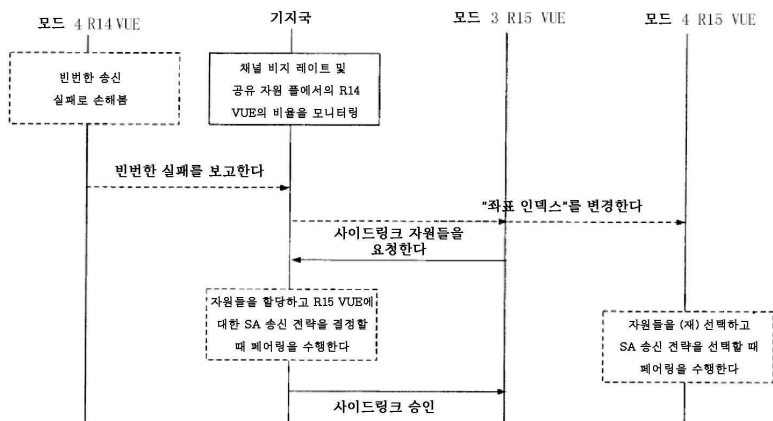 모드 4 R14 VUE
기지국
모드 3 R15 VUE
모드 4 R15 VUE
빈번한 송신
실패로 손해봄
채널 비지 레이트 및
공유 자원 풀에서의 R14
VUE의 비율을 모니터링
빈번한 실패를 보고한다
"좌표 인덱스"를 변경한다
사이드링크 자원들을
요청한다
자원들을 할당하고 R15 VUE에
대한 SA 송신 전략을 결정할
때 페어링을 수행한다
자원들을 (재) 선택하고
SA 송신 전략을 선택할 때
페어링을 수행한다
사이드링크 승인